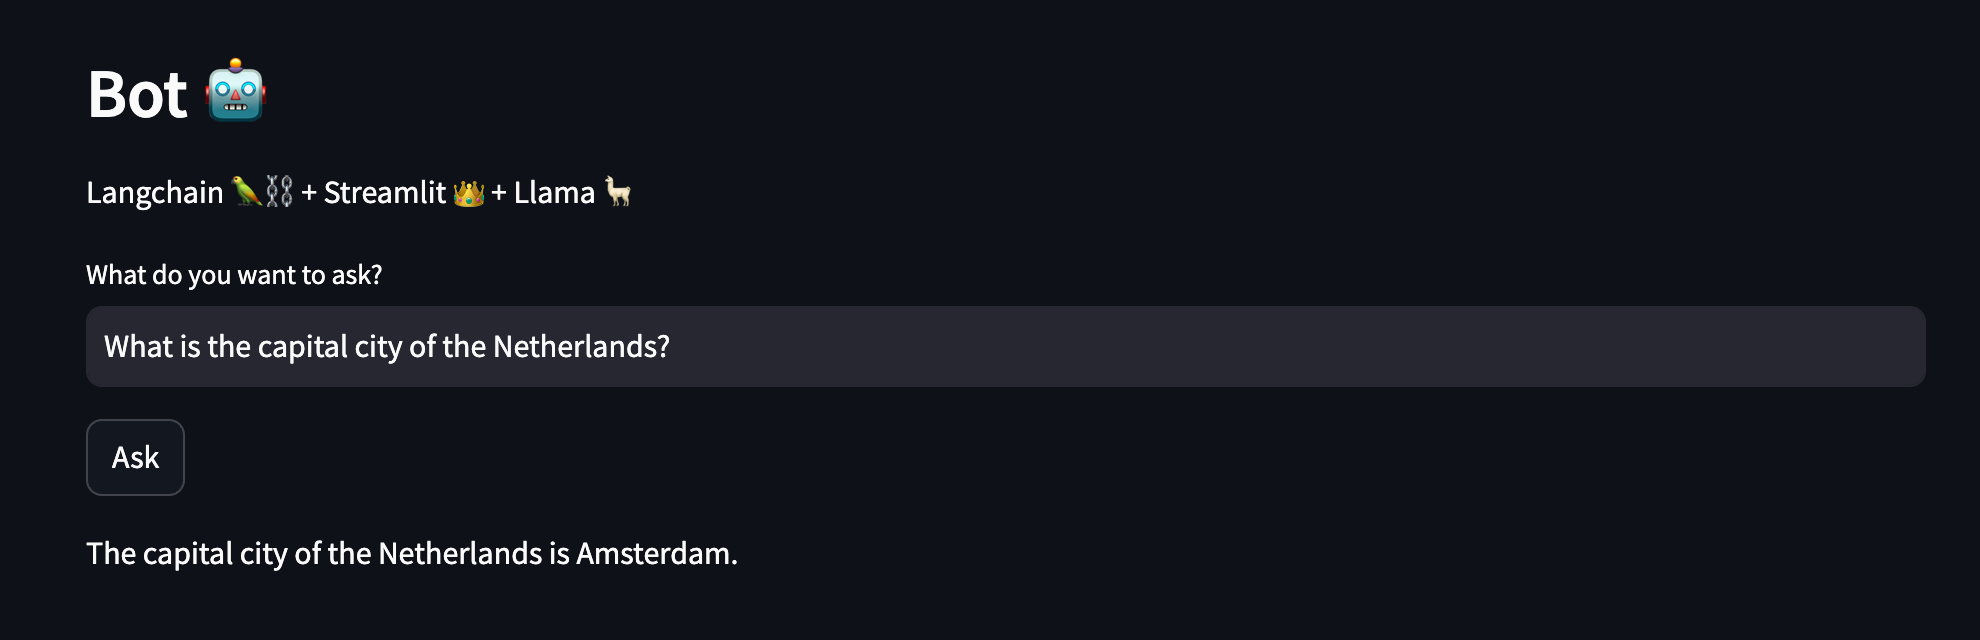 Bot 🤖
Langchain 🦜⛓️ + Streamlit 👑 + Llama 🦙
What do you want to ask?
What is the capital city of the Netherlands?
Ask
The capital city of the Netherlands is Amsterdam.